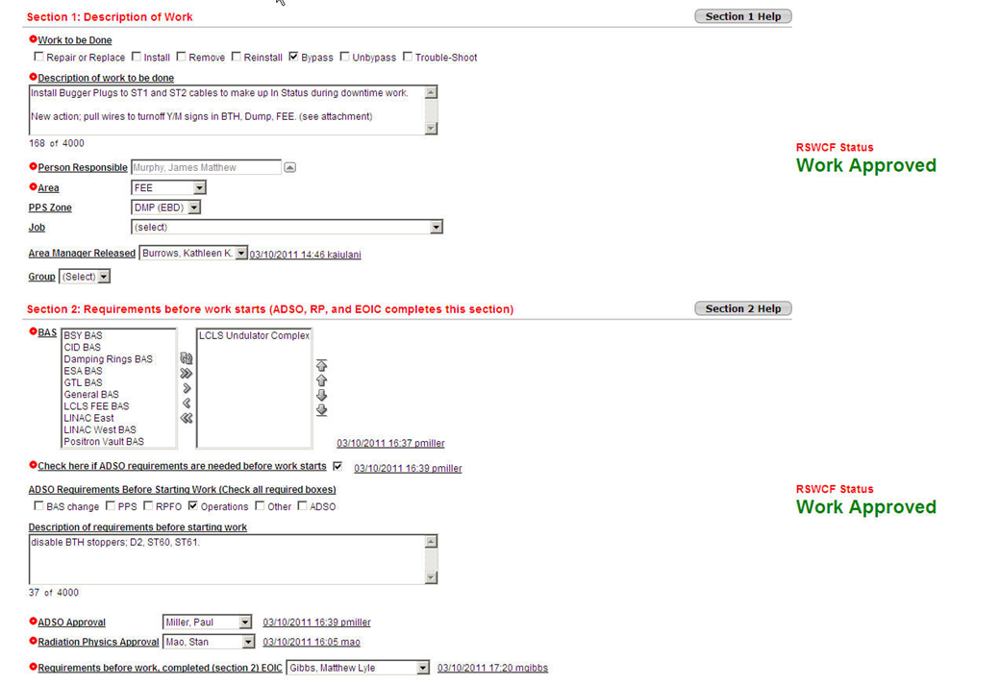 Section 1: Description of Work
Section 1 Help
Work to be Done
Repair or Replace Install Remove Reinstall Bypass Unbypass Trouble-Shoot
Description of work to be done
Install Bugger Plugs to ST1 and ST2 cables to make up In Status during downtime work.
New action; pull wires to turnoff Y/M signs in BTH, Dump, FEE. (see attachment)
168 of 4000
RSWCF Status
Work Approved
Person Responsible Murphy, James Matthew
Area FEE
PPS Zone DMP (EBD)
Job (select)
Area Manager Released Burrows, Kathleen K. 03/10/2011 14:46 kaiulani
Group (Select)
Section 2: Requirements before work starts (ADSO, RP, and EOIC completes this section)
Section 2 Help
BAS
BSY BAS
CID BAS
Damping Rings BAS
ESA BAS
GTL BAS
General BAS
LCLS FEE BAS
LINAC East
LINAC West BAS
Positron Vault BAS
LCLS Undulator Complex
03/10/2011 16:37 pmiller
Check here if ADSO requirements are needed before work starts 03/10/2011 16:39 pmiller
ADSO Requirements Before Starting Work (Check all required boxes)
BAS change PPS RPFO Operations Other ADSO
RSWCF Status
Work Approved
Description of requirements before starting work
disable BTH stoppers; D2, ST60, ST61.
37 of 4000
ADSO Approval Miller, Paul 03/10/2011 16:39 pmiller
Radiation Physics Approval Mao, Stan 03/10/2011 16:05 mao
Requirements before work, completed (section 2) EOIC Gibbs, Matthew Lyle 03/10/2011 17:20 mgibbs